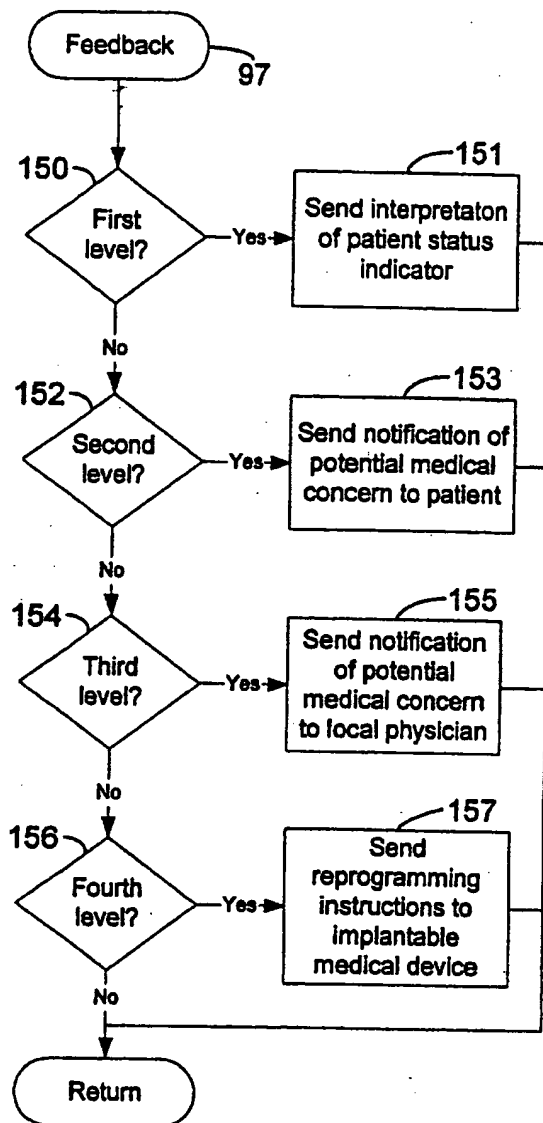 Feedback
97
150
First
level?
Yes
151
Send interpretaton
of patient status
indicator
No
152
Second
level?
Yes
153
Send notification of
potential medical
concern to patient
No
154
Third
level?
Yes
155
Send notification
of potential
medical concern
to local physician
No
156
Fourth
level?
Yes
157
Send
reprogramming
instructions to
implantable
medical device
No
Return